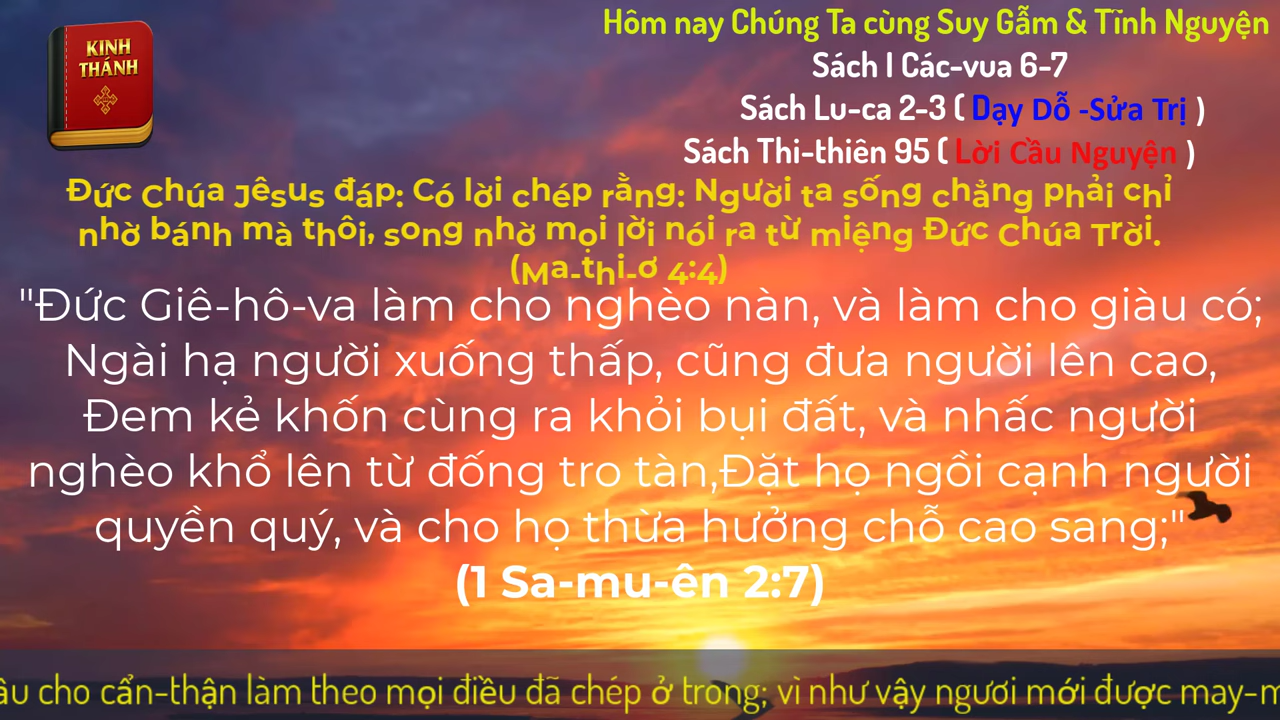 KINH
THÁNH
Hôm nay Chúng Ta cùng Suy Gẫm & Tĩnh Nguyện
Sách I Các-vua 6-7
Sách Lu-ca 2-3 ( Dạy Dỗ -Sửa Trị )
Sách Thi-thiên 95 ( Lời Cầu Nguyện )
Đức Chúa Jêsus đáp: Có lời chép rằng: Người ta sống chẳng phải chỉ
nhờ bánh mà thôi, song nhờ mọi lời nói ra từ miệng Đức Chúa Trời.
(Ma-thi-ơ 4:4)
"Đức Giê-hô-va làm cho nghèo nàn, và làm cho giàu có;
Ngài hạ người xuống thấp, cũng đưa người lên cao,
Đem kẻ khốn cùng ra khỏi bụi đất, và nhấc người
nghèo khổ lên từ đống tro tàn,Đặt họ ngồi cạnh người
quyền quý, và cho họ thừa hưởng chỗ cao sang;"
(1 Sa-mu-ên 2:7)
cho cẩn-thận làm theo mọi điều đã chép ở trong; vì như vậy ngươi mới được may-